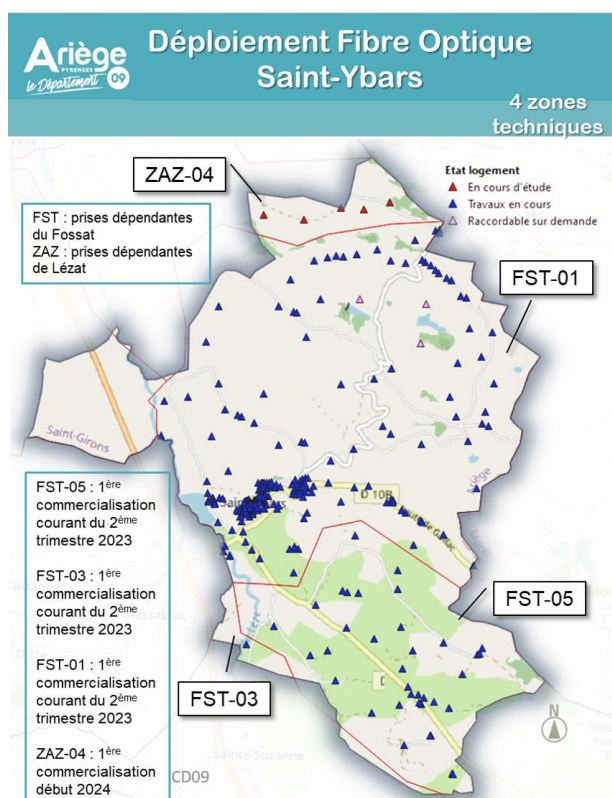 Ariège
PYRENEES
le Département 09
Déploiement Fibre Optique
Saint-Ybars
4 zones
techniques
ZAZ-04
Etat logement
En cours d'étude
Travaux en cours
Raccordable sur demande
FST : prises dépendantes
du Fossat
ZAZ : prises dépendantes
de Lézat
FST-01
Saint-Girons
D 10B
FST-05 : 1ère
commercialisation
courant du 2ème
trimestre 2023
FST-03 : 1ère
commercialisation
courant du 2ème
trimestre 2023
FST-01 : 1ère
commercialisation
courant du 2ème
trimestre 2023
ZAZ-04 : 1ère
commercialisation
début 2024
FST-05
FST-03
N
Sainte-Suzanne
CD09